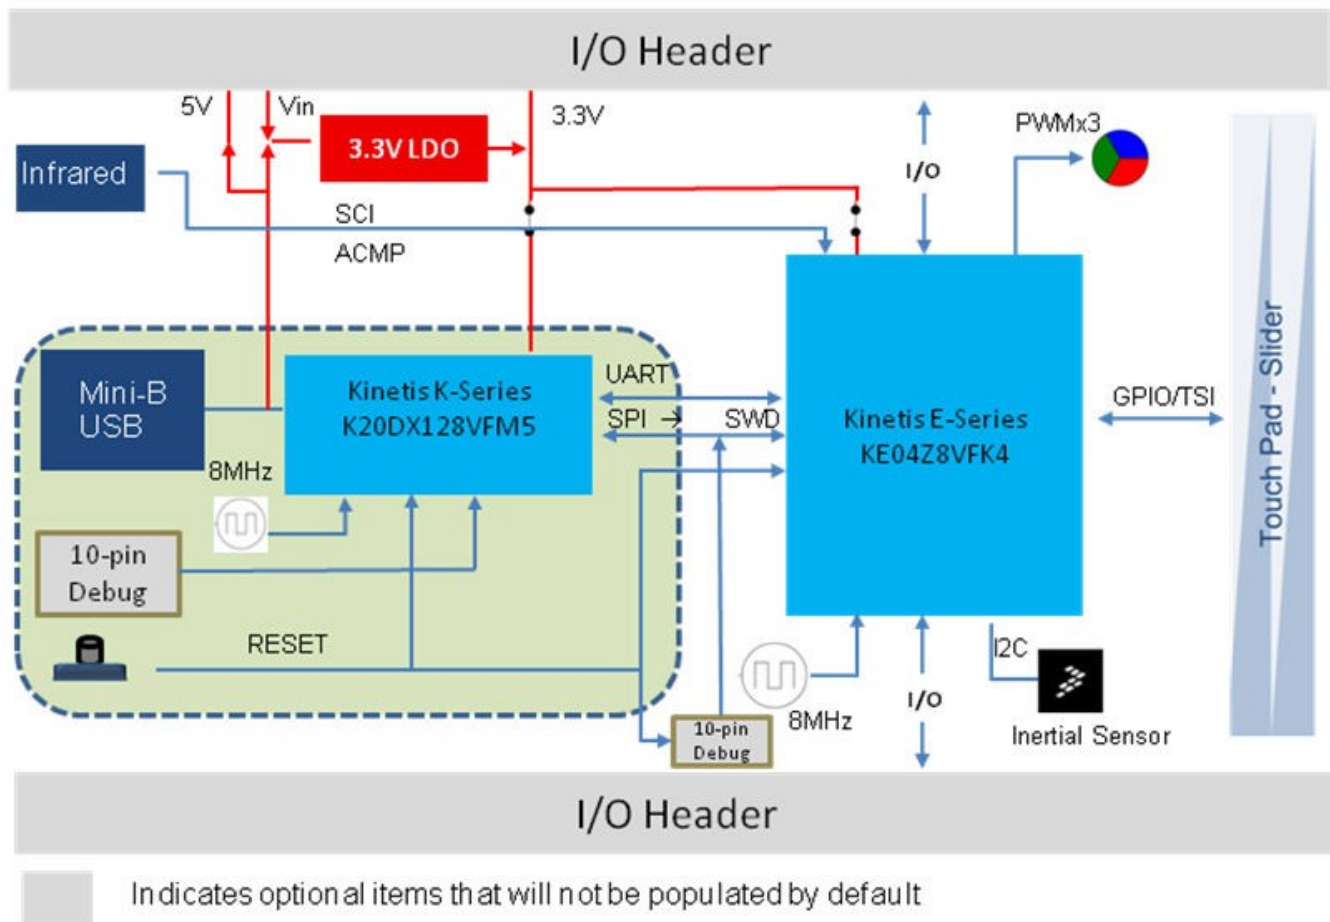 I/O Header
5V
Vin
3.3V
3.3V LDO
PWMx3
Infrared
I/O
SCI
ACMP
Mini-B
USB
Kinetis K-Series
K20DX128VFM5
UART
SPI →
SWD
Kinetis E-Series
KE04Z8VFK4
GPIO/TSI
Touch Pad - Slider
8MHz
10-pin
Debug
RESET
I2C
I/O
8MHz
10-pin
Debug
Inertial Sensor
I/O Header
Indicates optional items that will not be populated by default